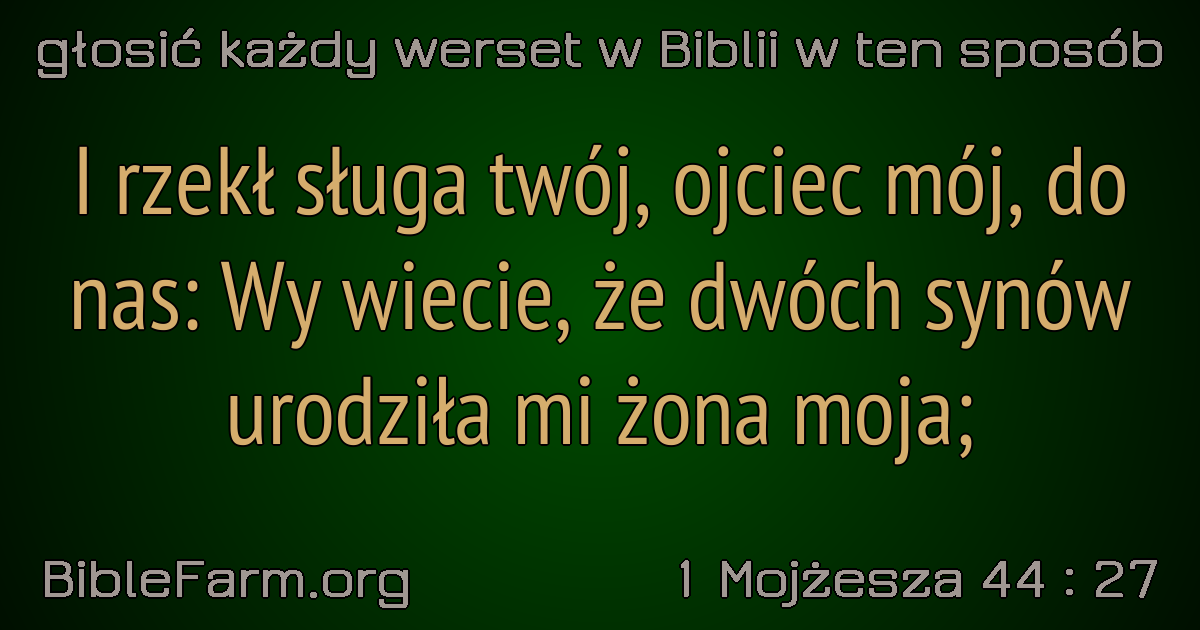 głosić każdy werset w Biblii w ten sposób
I rzekł sługa twój, ojciec mój, do
nas: Wy wiecie, że dwóch synów
urodziła mi żona moja;
BibleFarm.org
1 Mojżesza 44 : 27